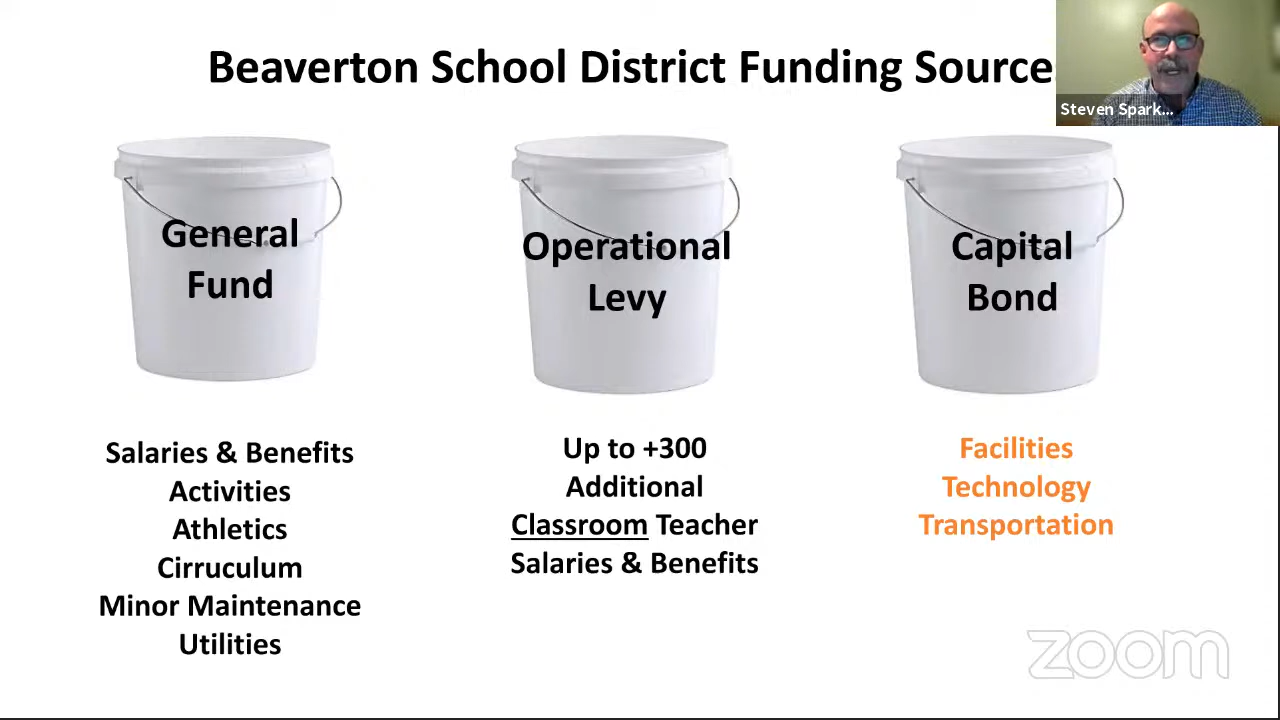 Beaverton School District Funding Source
Steven Spark...
General
Fund
Operational
Levy
Capital
Bond
Salaries & Benefits
Activities
Athletics
Cirruculum
Minor Maintenance
Utilities
Up to +300
Additional
Classroom Teacher
Salaries & Benefits
Facilities
Technology
Transportation
zoom